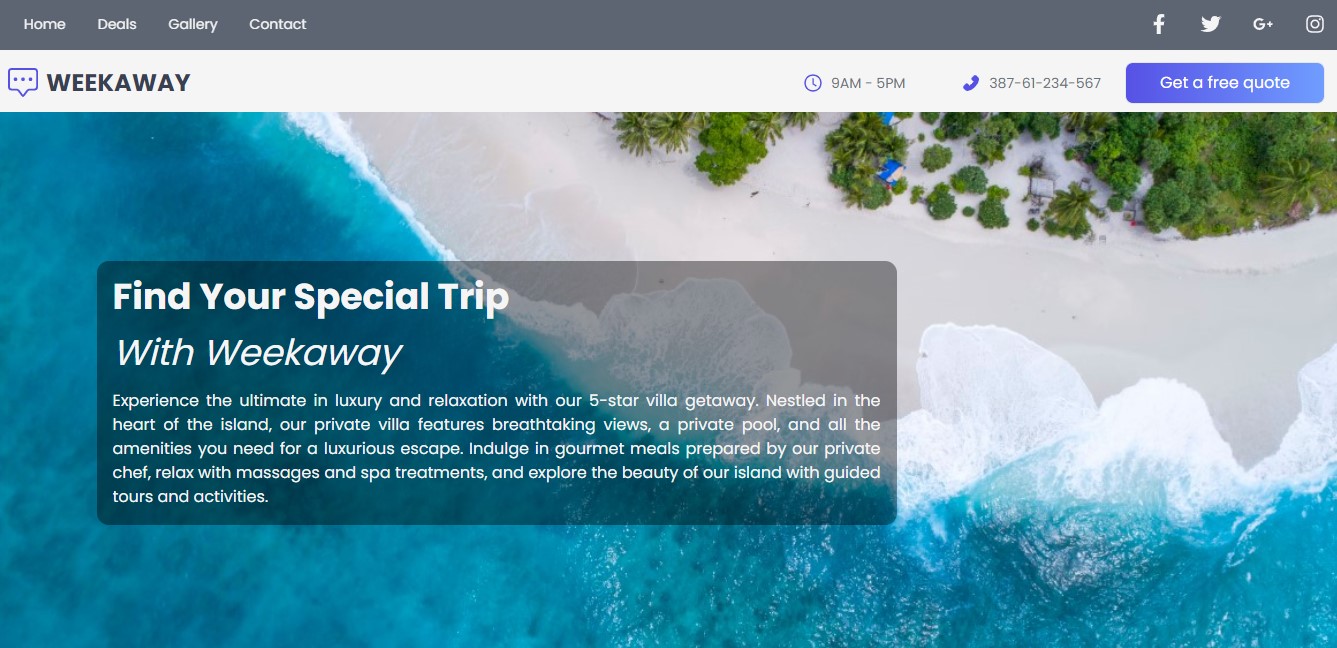 Home Deals Gallery Contact
WEEKAWAY 9AM - 5PM 387-61-234-567 Get a free quote
Find Your Special Trip
With Weekaway
Experience the ultimate in luxury and relaxation with our 5-star villa getaway. Nestled in the
heart of the island, our private villa features breathtaking views, a private pool, and all the
amenities you need for a luxurious escape. Indulge in gourmet meals prepared by our private
chef, relax with massages and spa treatments, and explore the beauty of our island with guided
tours and activities.